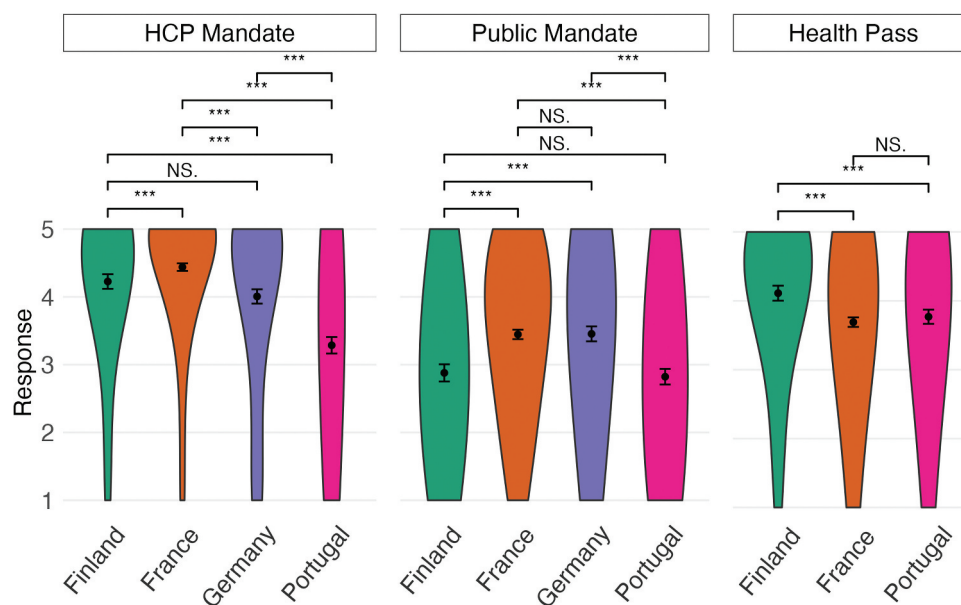 HCP Mandate
Public Mandate
Health Pass
***
***
***
***
NS.
***
***
***
NS.
NS.
***
***
NS.
***
***
Response
5
4
3
2
1
Finland
France
Germany
Portugal
Finland
France
Germany
Portugal
Finland
France
Portugal